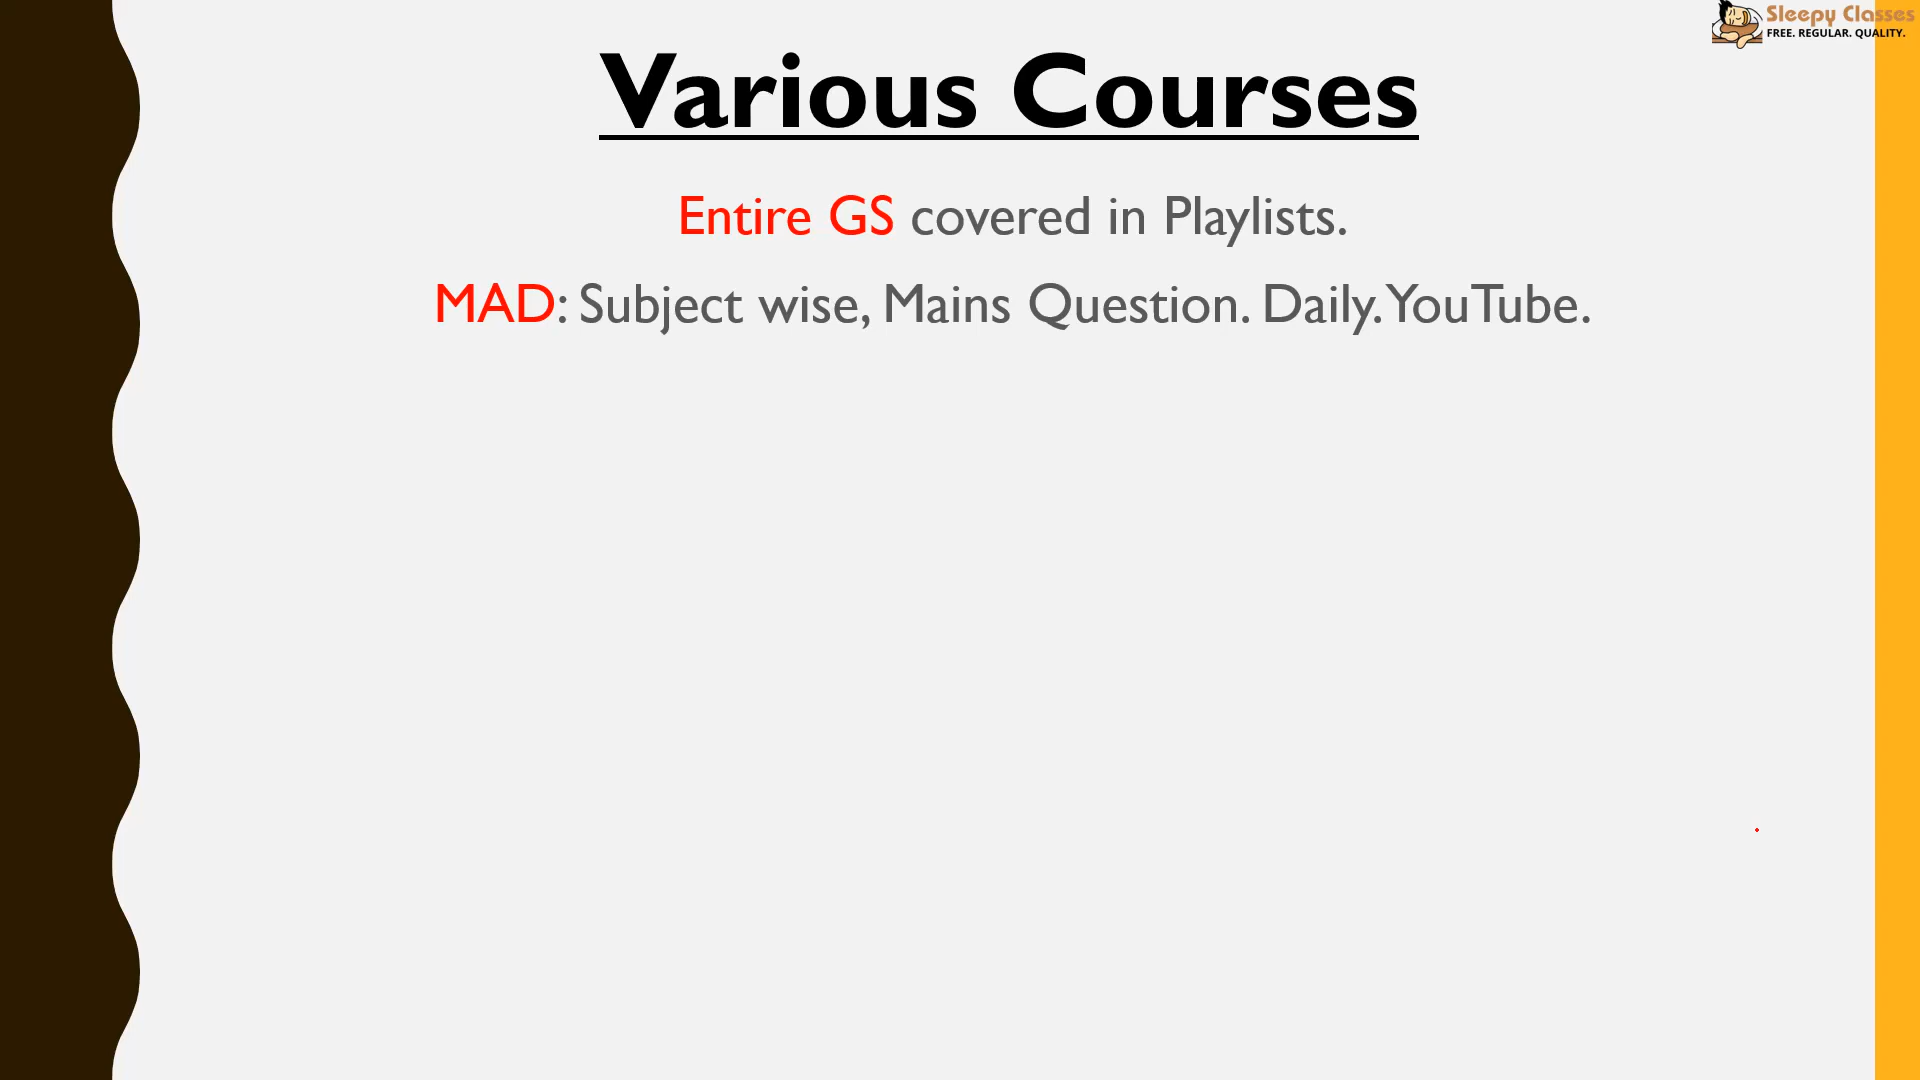 Sleepy Classes
FREE. REGULAR. QUALITY.
Various Courses
Entire GS covered in Playlists.
MAD: Subject wise, Mains Question. Daily. YouTube.